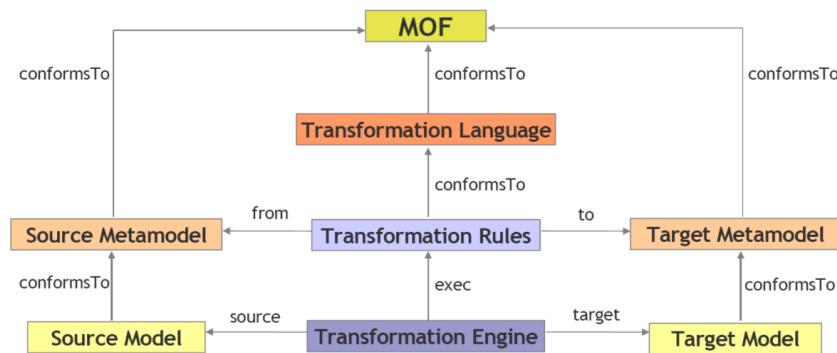 MOF
conformsTo
conformsTo
conformsTo
Transformation Language
conformsTo
from
to
Source Metamodel
Transformation Rules
Target Metamodel
conformsTo
exec
conformsTo
source
target
Source Model
Transformation Engine
Target Model